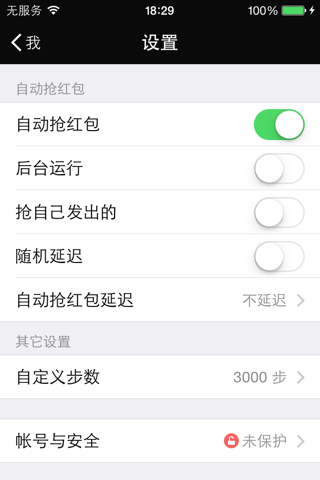 无服务 18:29 100%
我 设置
自动抢红包
自动抢红包
后台运行
抢自己发出的
随机延迟
自动抢红包延迟 不延迟
其它设置
自定义步数 3000 步
帐号与安全 未保护